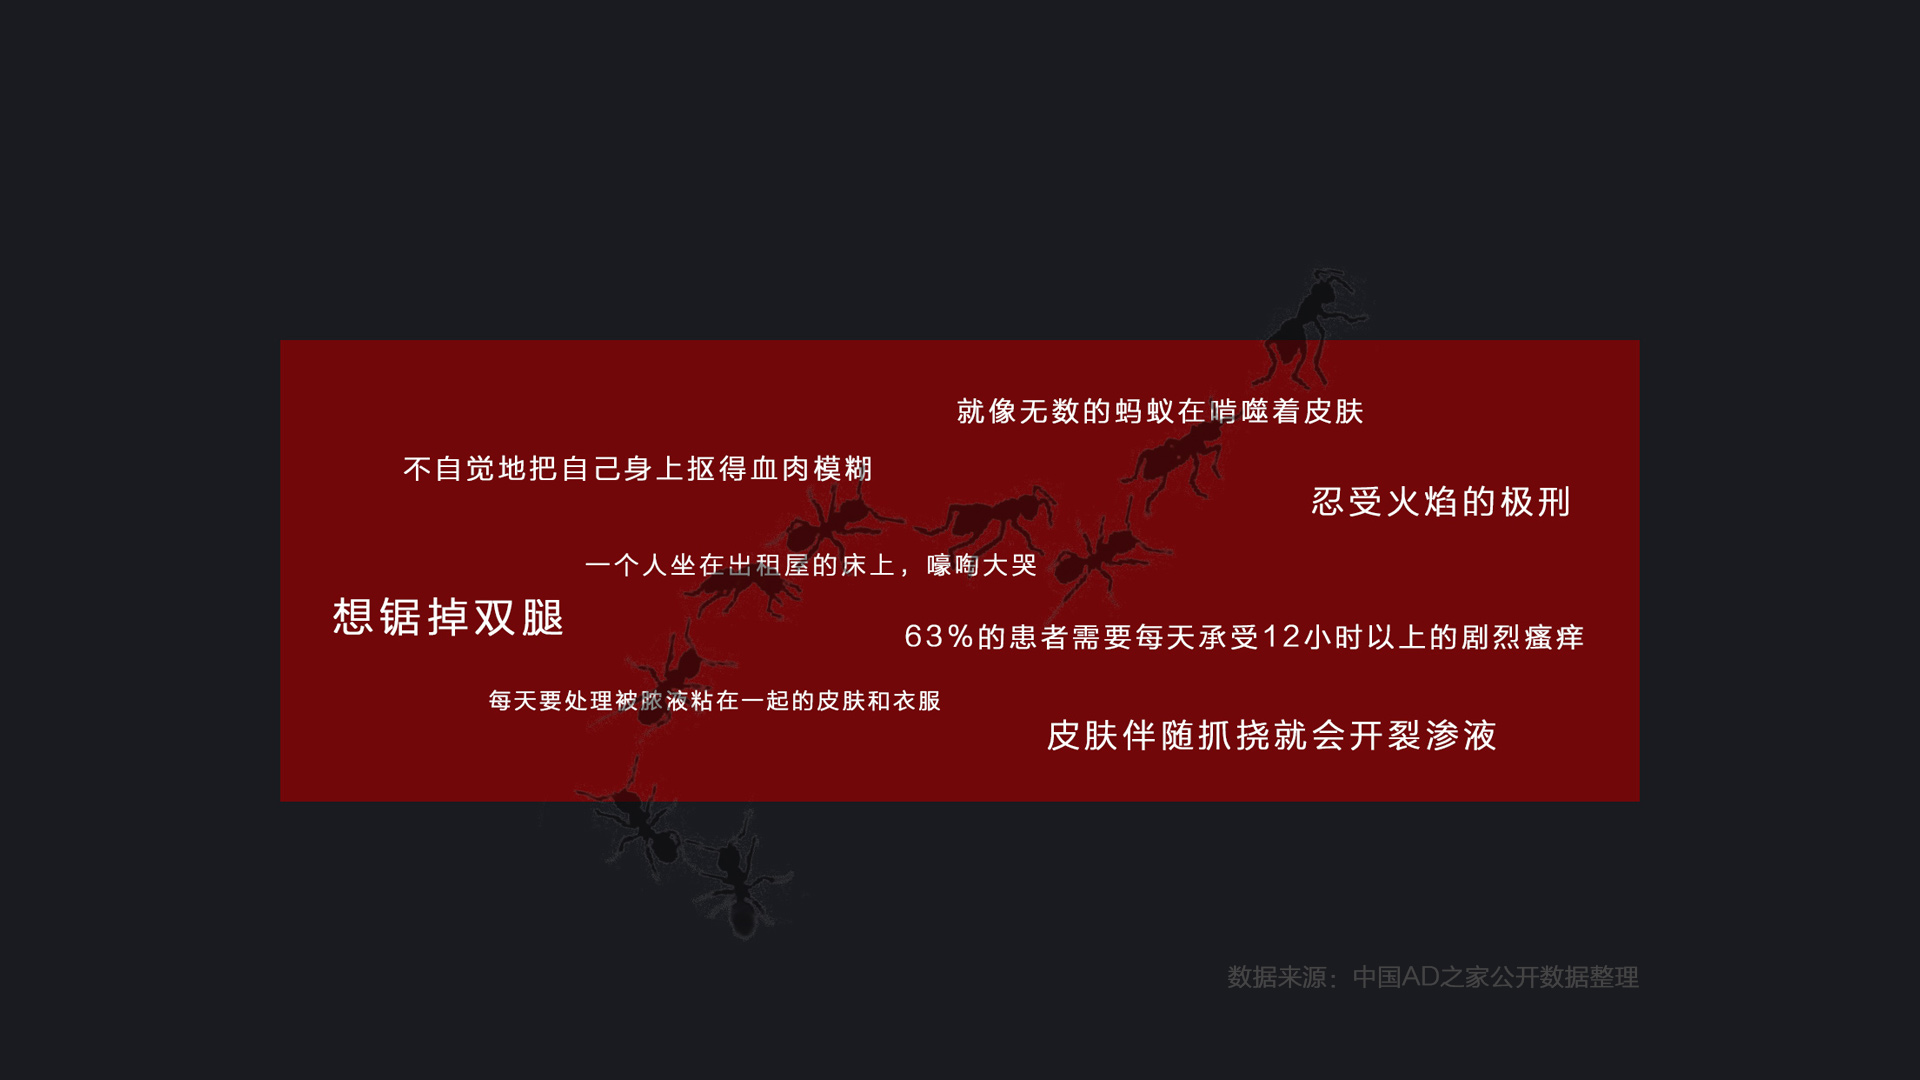 就像无数的蚂蚁在啃噬着皮肤
不自觉地把自己身上抠得血肉模糊
忍受火焰的极刑
一个人坐在出租屋的床上，嚎啕大哭
想锯掉双腿
63%的患者需要每天承受12小时以上的剧烈瘙痒
每天要处理被脓液粘在一起的皮肤和衣服
皮肤伴随抓挠就会开裂渗液
数据来源：中国AD之家公开数据整理